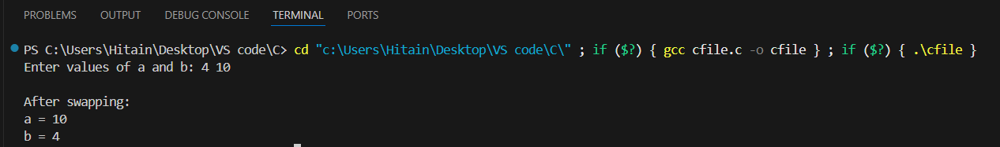 PROBLEMS OUTPUT DEBUG CONSOLE TERMINAL PORTS
PS C:\Users\Hitain\Desktop\VS code\C> cd "c:\Users\Hitain\Desktop\VS code\C\" ; if ($?) { gcc cfile.c -o cfile } ; if ($?) { .\cfile }
Enter values of a and b: 4 10
After swapping:
a = 10
b = 4